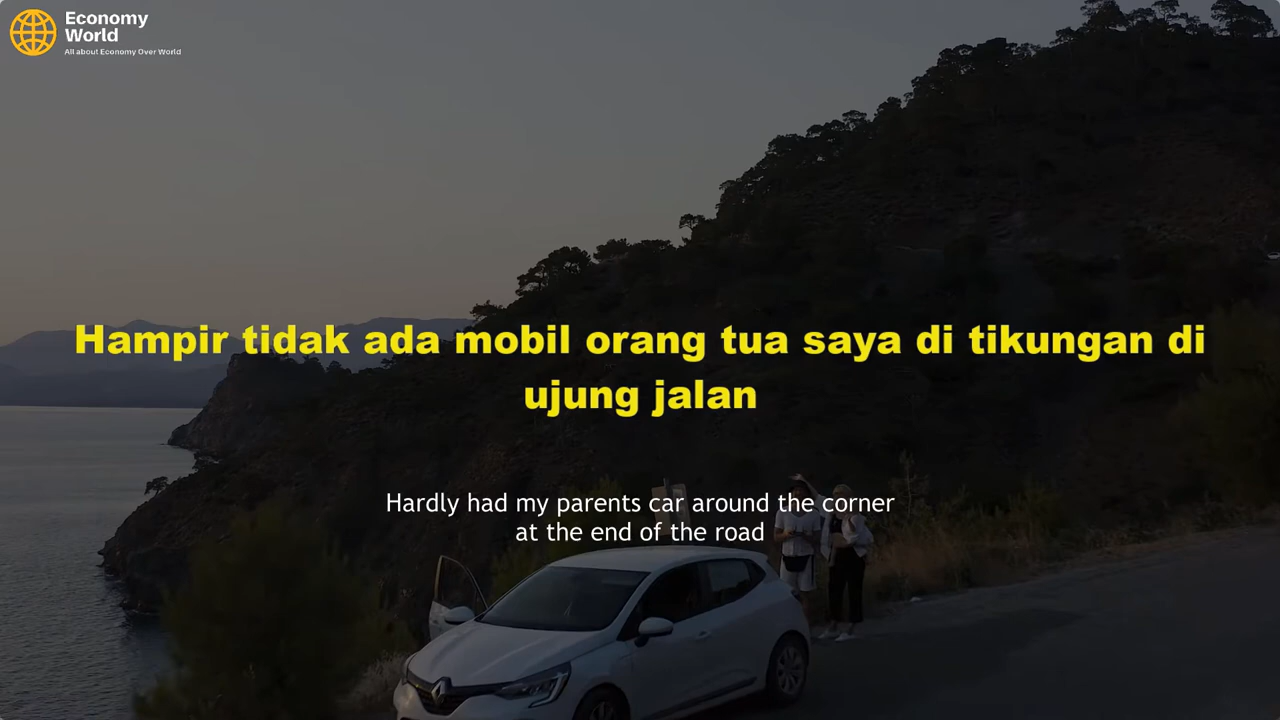 Economy
World
All about Economy Over World
Hampir tidak ada mobil orang tua saya di tikungan di
ujung jalan
Hardly had my parents car around the corner
at the end of the road